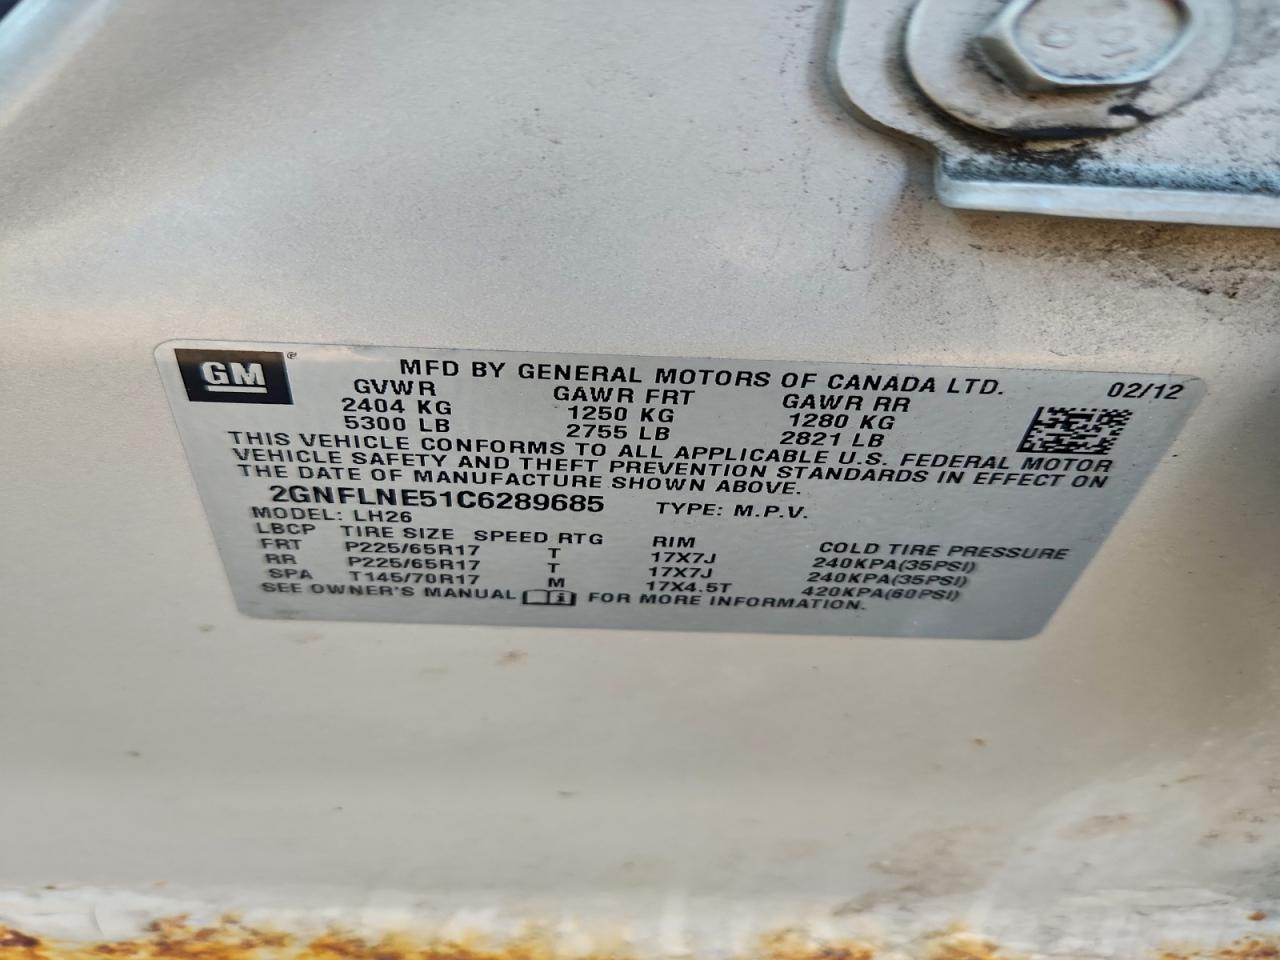 GM
MFD BY GENERAL MOTORS OF CANADA LTD. 02/12
GVWR GAWR FRT GAWR RR
2404 KG 1250 KG 1280 KG
5300 LB 2755 LB 2821 LB
THIS VEHICLE CONFORMS TO ALL APPLICABLE U.S. FEDERAL MOTOR
VEHICLE SAFETY AND THEFT PREVENTION STANDARDS IN EFFECT ON
THE DATE OF MANUFACTURE SHOWN ABOVE.
2GNFLNE51C6289685 TYPE: M.P.V.
MODEL: LH26
LBCP TIRE SIZE SPEED RTG RIM COLD TIRE PRESSURE
FRT P225/65R17 T 17X7J 240KPA(35PSI)
RR P225/65R17 T 17X7J 240KPA(35PSI)
SPA T145/70R17 M 17X4.5T 420KPA(60PSI)
SEE OWNER'S MANUAL FOR MORE INFORMATION.